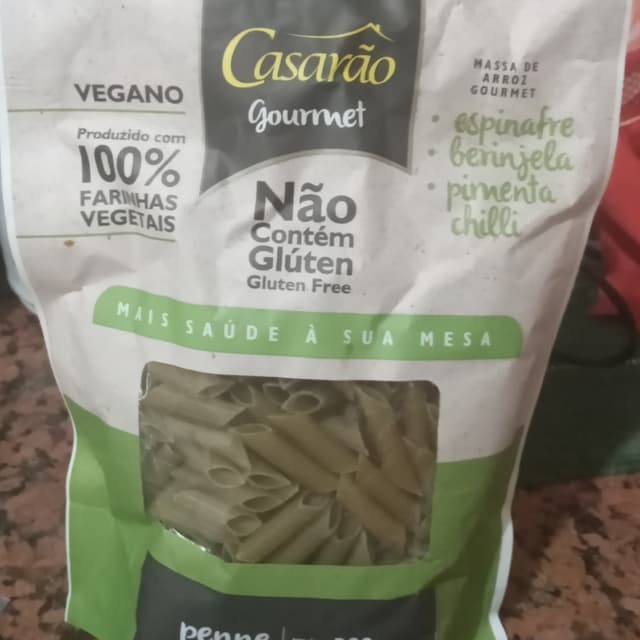 Casarão
Gourmet
VEGANO
Produzido com
100%
FARINHAS
VEGETAIS
Não
Contém
Glúten
Gluten Free
MASSA DE
ARROZ
GOURMET
• espinafre
• berinjela
• pimenta
chilli
MAIS SAÚDE À SUA MESA
penne